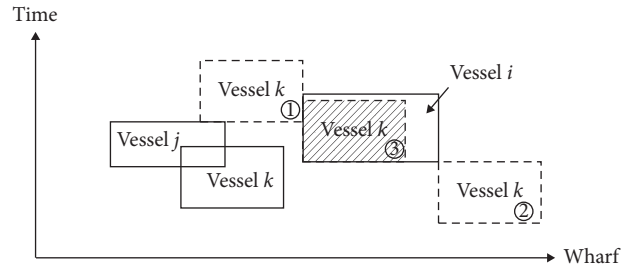 Time
Vessel i
Vessel k
①
Vessel j
Vessel k
③
Vessel k
Vessel k
②
Wharf